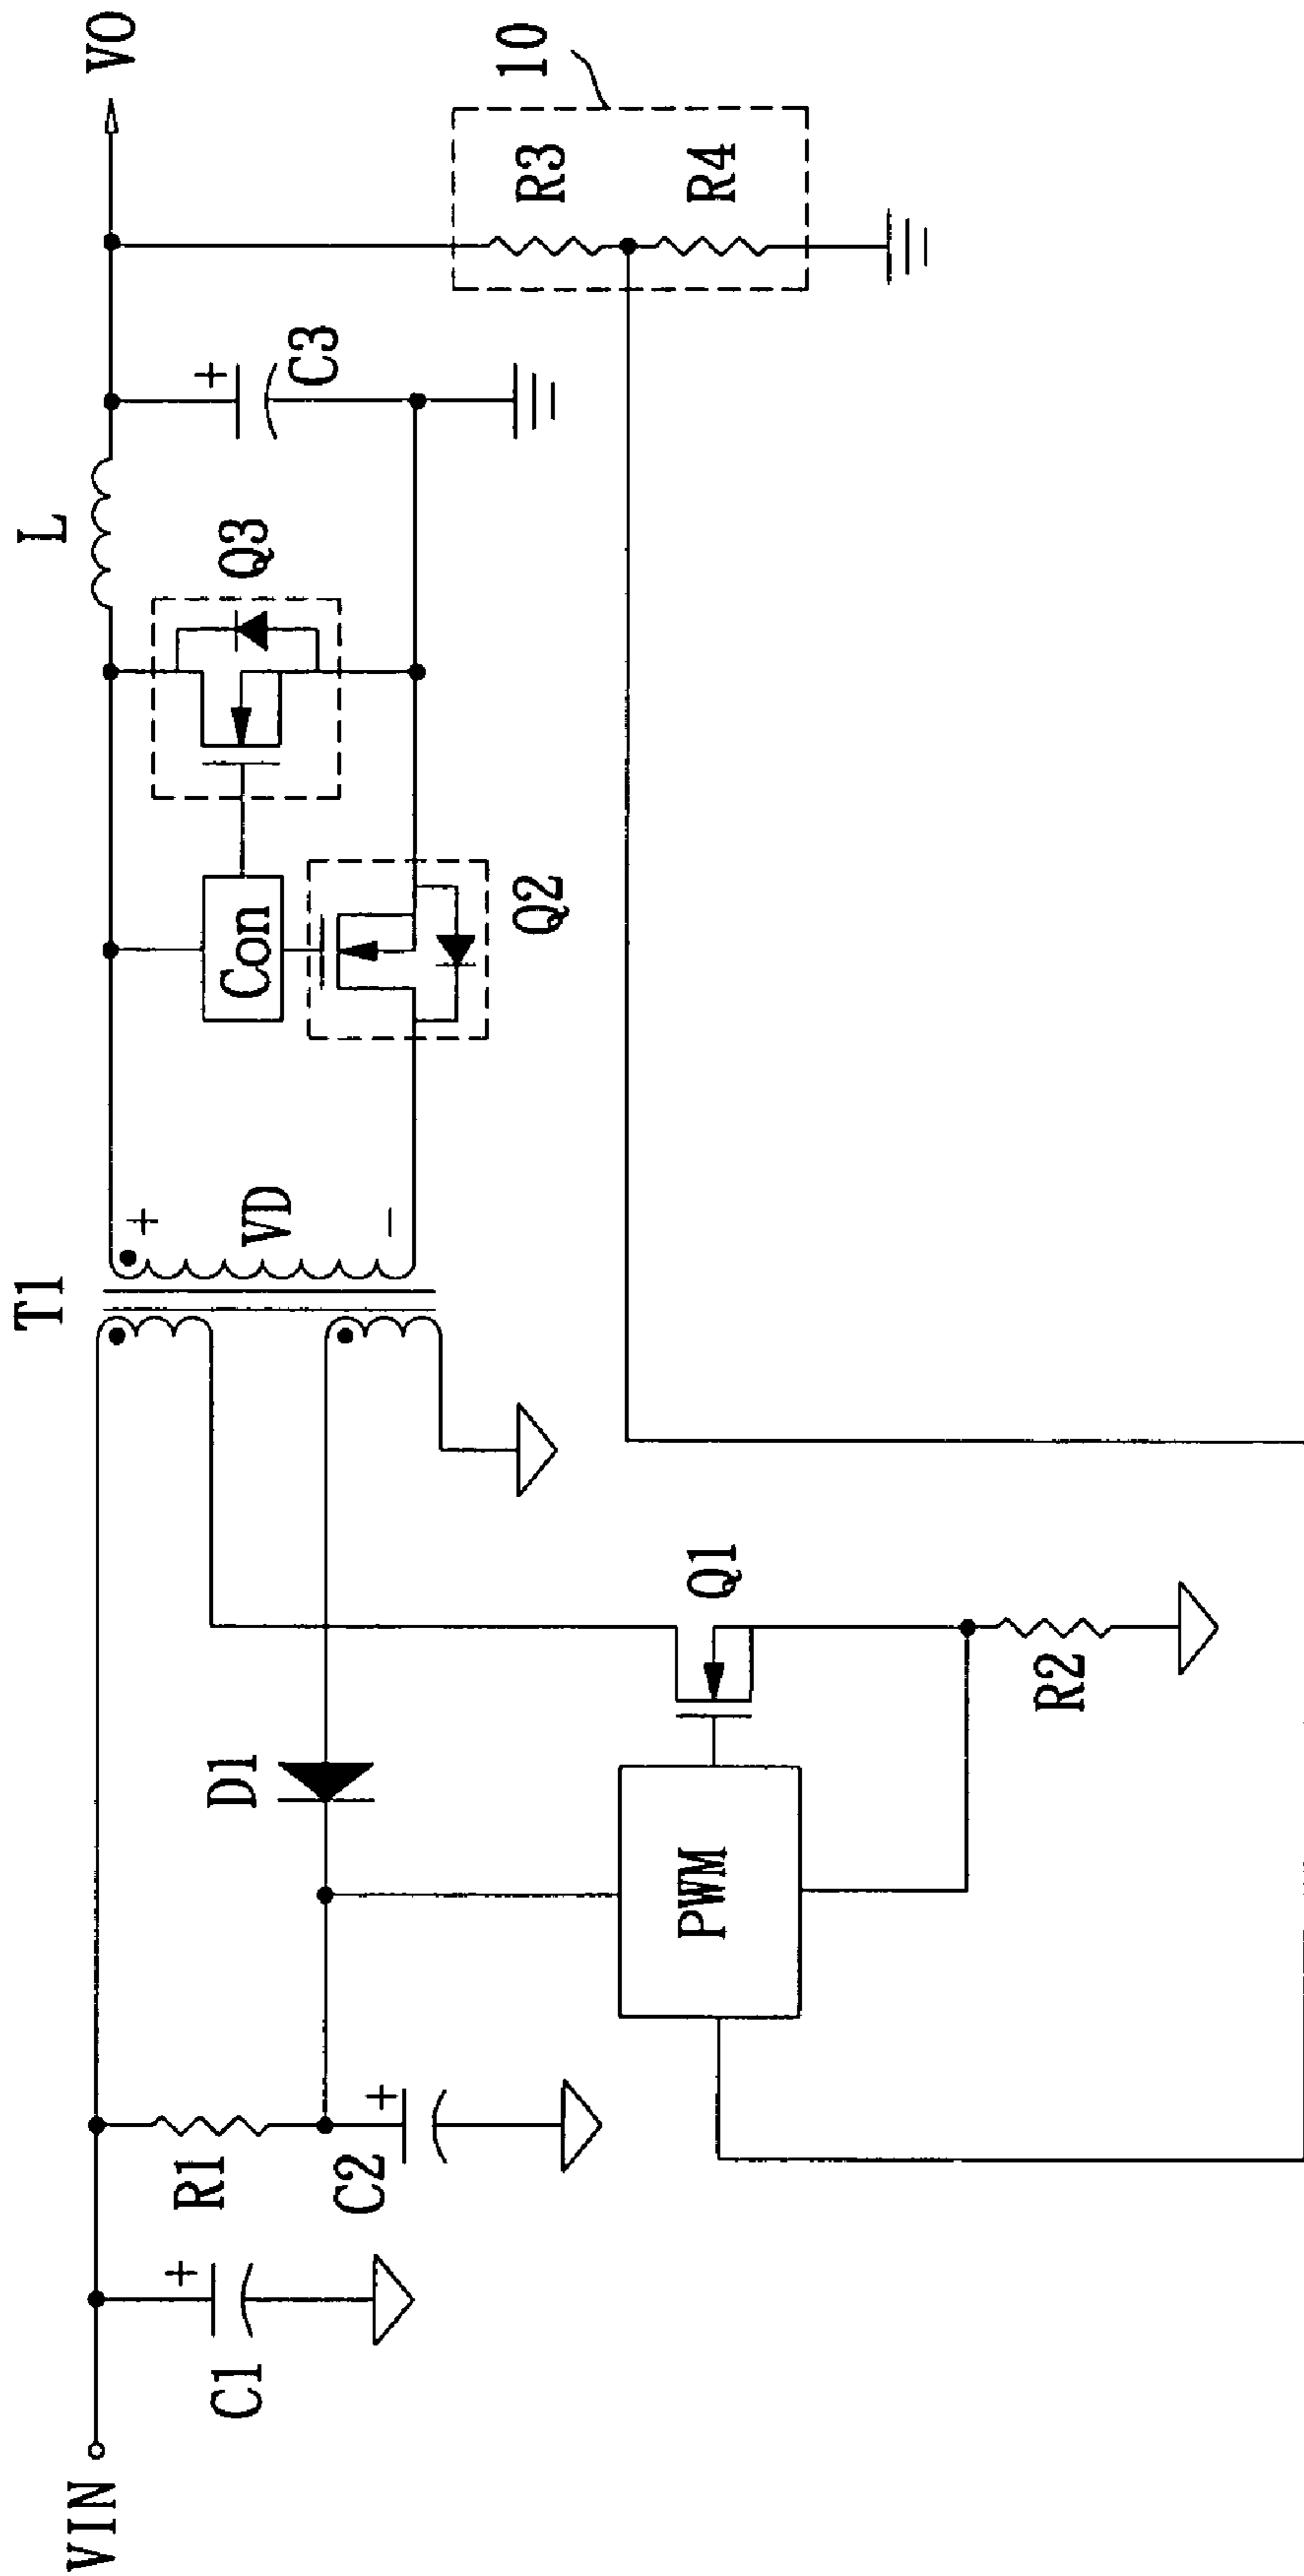 VIN
C1
+
R1
C2
+
D1
PWM
Q1
R2
T1
+
VD
−
Con
Q2
Q3
L
+
C3
VO
10
R3
R4